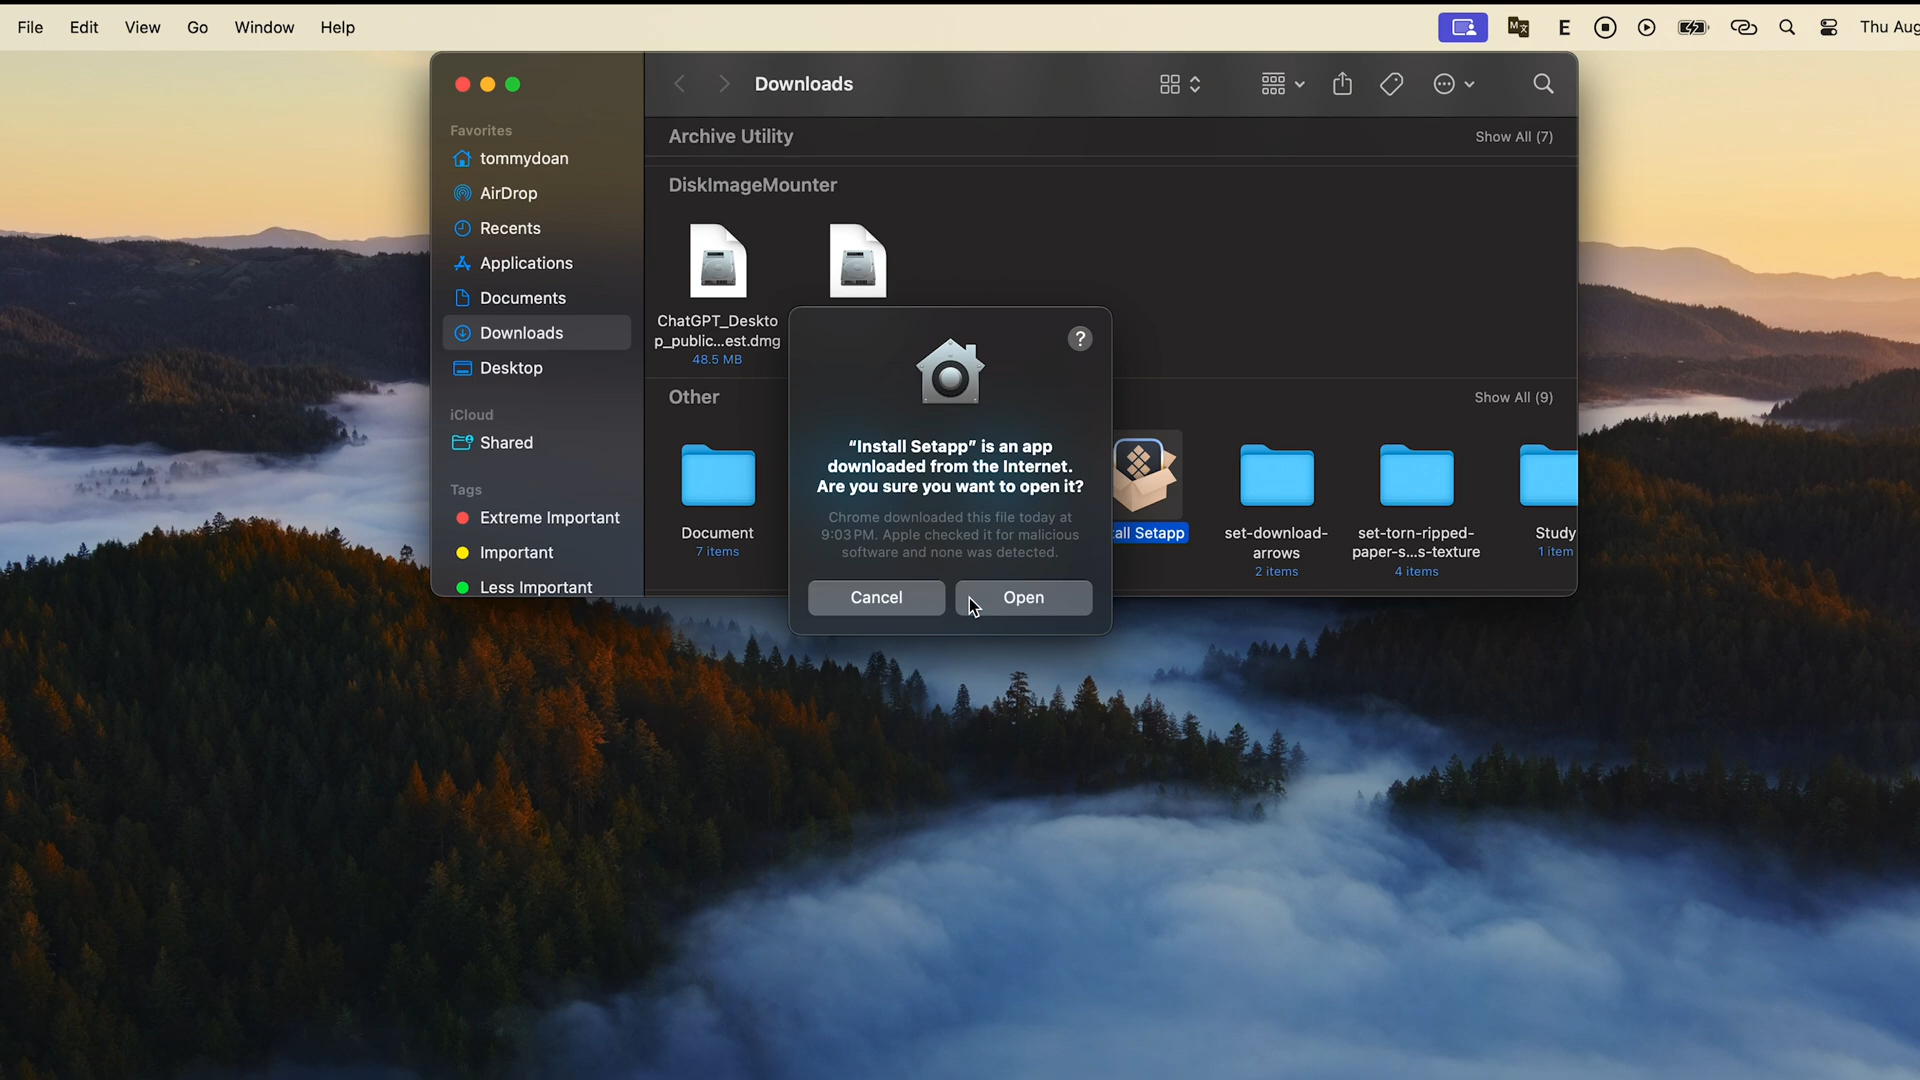 File Edit View Go Window Help
E
Thu Aug
Downloads
Favorites
tommydoan
AirDrop
Recents
Applications
Documents
Downloads
Desktop
iCloud
Shared
Tags
Extreme Important
Important
Less Important
Archive Utility
Show All (7)
DiskImageMounter
ChatGPT_Deskto
p_public...est.dmg
48.5 MB
Other
Show All (9)
Document
7 items
all Setapp
set-download-
arrows
2 items
set-torn-ripped-
paper-s...s-texture
4 items
Study
1 item
?
“Install Setapp” is an app
downloaded from the Internet.
Are you sure you want to open it?
Chrome downloaded this file today at
9:03 PM. Apple checked it for malicious
software and none was detected.
Cancel
Open